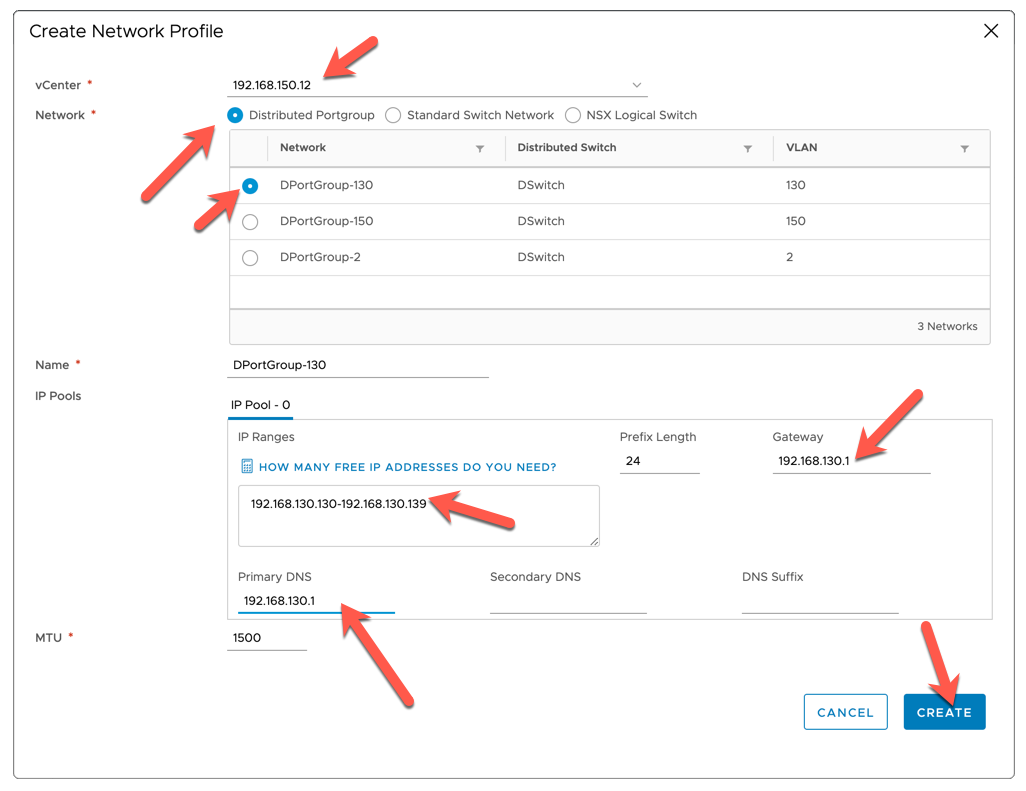 Create Network Profile
vCenter * 192.168.150.12
Network * Distributed Portgroup Standard Switch Network NSX Logical Switch
Network Distributed Switch VLAN
DPortGroup-130 DSwitch 130
DPortGroup-150 DSwitch 150
DPortGroup-2 DSwitch 2
3 Networks
Name * DPortGroup-130
IP Pools
IP Pool - 0
IP Ranges Prefix Length Gateway
HOW MANY FREE IP ADDRESSES DO YOU NEED? 24 192.168.130.1
192.168.130.130-192.168.130.139
Primary DNS Secondary DNS DNS Suffix
192.168.130.1
MTU * 1500
CANCEL CREATE